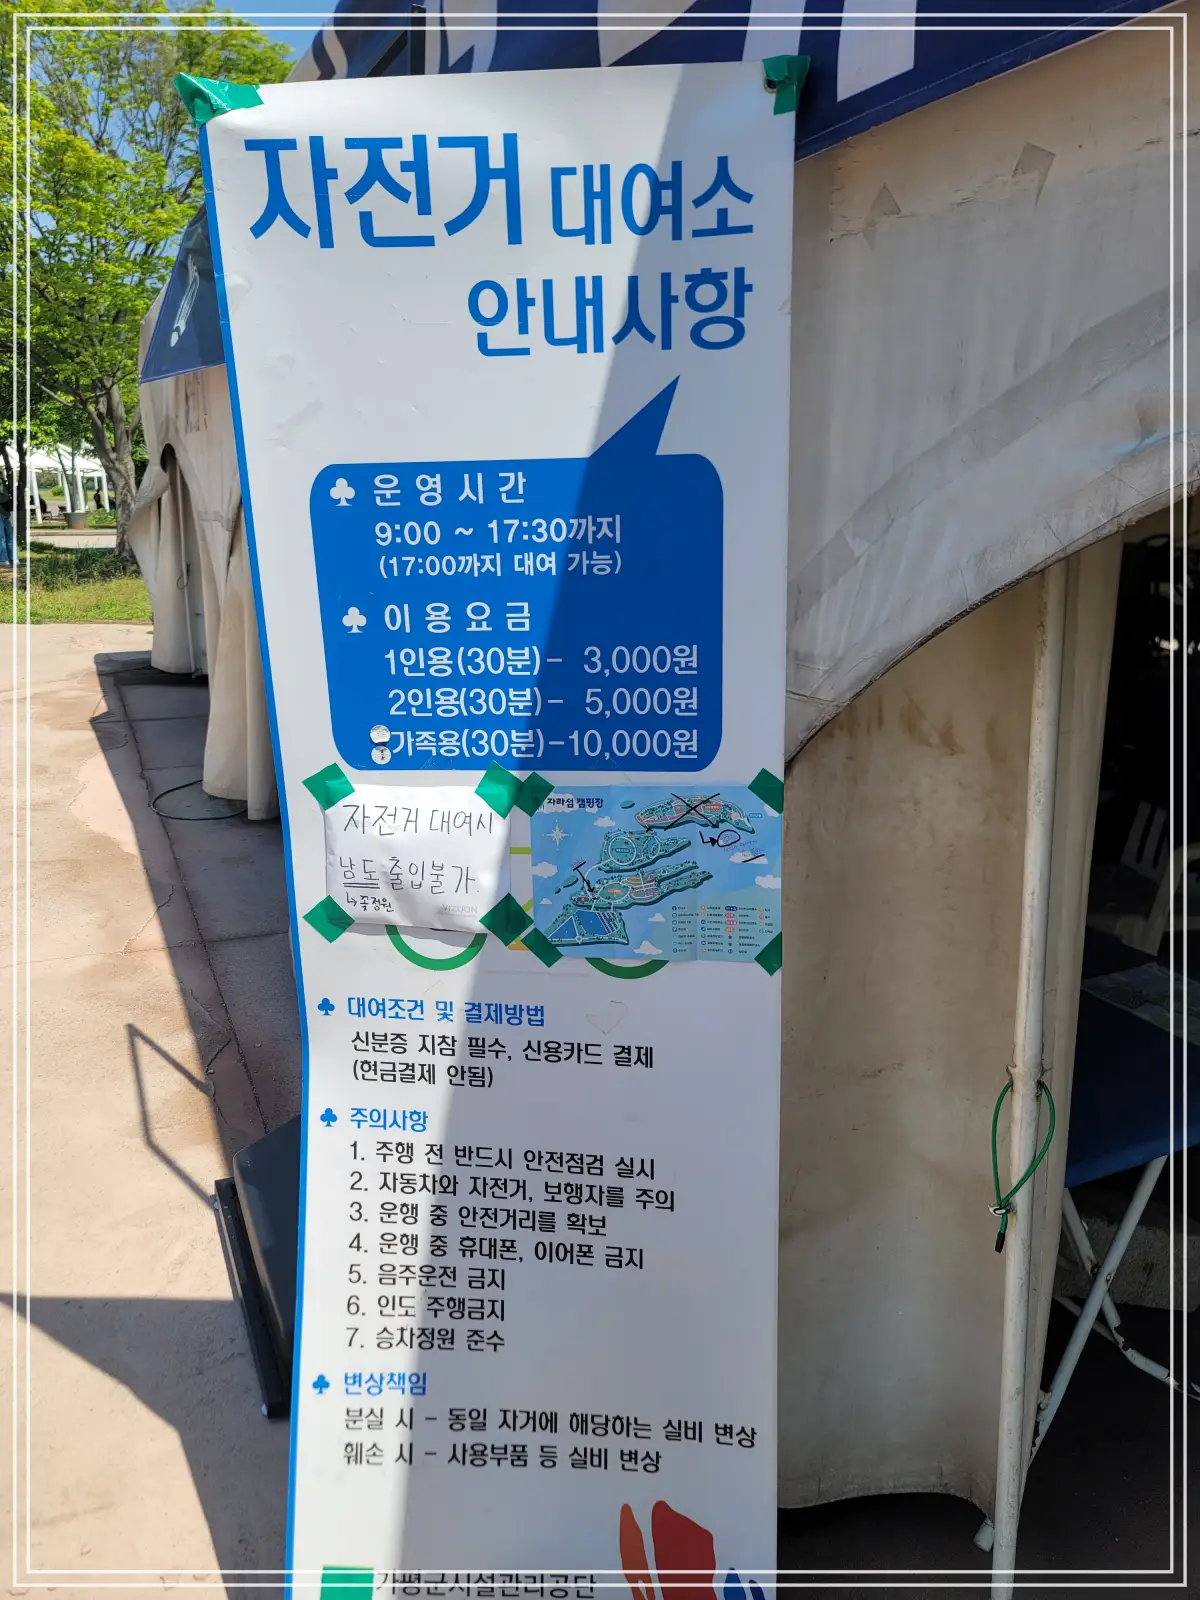 자전거 대여소
안내사항
♣ 운영시간
9:00 ~ 17:30까지
(17:00까지 대여 가능)
♣ 이용요금
1인용(30분)- 3,000원
2인용(30분)- 5,000원
가족용(30분)-10,000원
자전거 대여시
남도 출입불가.
↳꽃정원
자라섬 캠핑장
♣ 대여조건 및 결제방법
신분증 지참 필수, 신용카드 결제
(현금결제 안됨)
♣ 주의사항
1. 주행 전 반드시 안전점검 실시
2. 자동차와 자전거, 보행자를 주의
3. 운행 중 안전거리를 확보
4. 운행 중 휴대폰, 이어폰 금지
5. 음주운전 금지
6. 인도 주행금지
7. 승차정원 준수
♣ 변상책임
분실 시 - 동일 자거에 해당하는 실비 변상
훼손 시 - 사용부품 등 실비 변상
가평군시설관리공단